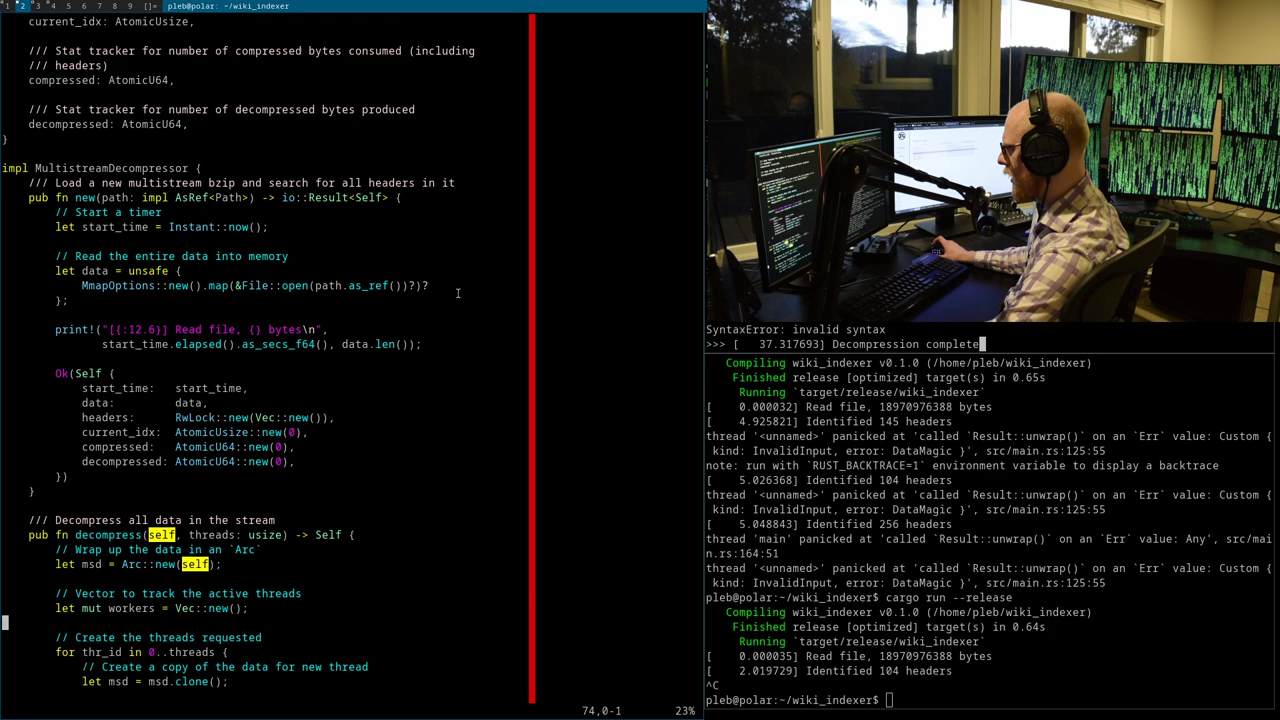 1 2 3 4 5 6 7 8 9 []= pleb@polar: ~/wiki_indexer
current_idx: AtomicUsize,
/// Stat tracker for number of compressed bytes consumed (including
/// headers)
compressed: AtomicU64,
/// Stat tracker for number of decompressed bytes produced
decompressed: AtomicU64,
}
impl MultistreamDecompressor {
/// Load a new multistream bzip and search for all headers in it
pub fn new(path: impl AsRef<Path>) -> io::Result<Self> {
// Start a timer
let start_time = Instant::now();
// Read the entire data into memory
let data = unsafe {
MmapOptions::new().map(&File::open(path.as_ref())?)?
};
print!("[{:12.6}] Read file, {} bytes\n",
start_time.elapsed().as_secs_f64(), data.len());
Ok(Self {
start_time: start_time,
data: data,
headers: RwLock::new(Vec::new()),
current_idx: AtomicUsize::new(0),
compressed: AtomicU64::new(0),
decompressed: AtomicU64::new(0),
})
}
/// Decompress all data in the stream
pub fn decompress(self, threads: usize) -> Self {
// Wrap up the data in an `Arc`
let msd = Arc::new(self);
// Vector to track the active threads
let mut workers = Vec::new();
// Create the threads requested
for thr_id in 0..threads {
// Create a copy of the data for new thread
let msd = msd.clone();
74,0-1 23%
SyntaxError: invalid syntax
>>> [   37.317693] Decompression complete
Compiling wiki_indexer v0.1.0 (/home/pleb/wiki_indexer)
Finished release [optimized] target(s) in 0.65s
Running `target/release/wiki_indexer`
[    0.000032] Read file, 18970976388 bytes
[    4.925821] Identified 145 headers
thread '<unnamed>' panicked at 'called `Result::unwrap()` on an `Err` value: Custom {
kind: InvalidInput, error: DataMagic }', src/main.rs:125:55
note: run with `RUST_BACKTRACE=1` environment variable to display a backtrace
[    5.026368] Identified 104 headers
thread '<unnamed>' panicked at 'called `Result::unwrap()` on an `Err` value: Custom {
kind: InvalidInput, error: DataMagic }', src/main.rs:125:55
[    5.048843] Identified 256 headers
thread 'main' panicked at 'called `Result::unwrap()` on an `Err` value: Any', src/mai
n.rs:164:51
thread '<unnamed>' panicked at 'called `Result::unwrap()` on an `Err` value: Custom {
kind: InvalidInput, error: DataMagic }', src/main.rs:125:55
pleb@polar:~/wiki_indexer$ cargo run --release
Compiling wiki_indexer v0.1.0 (/home/pleb/wiki_indexer)
Finished release [optimized] target(s) in 0.64s
Running `target/release/wiki_indexer`
[    0.000035] Read file, 18970976388 bytes
[    2.019729] Identified 104 headers
^C
pleb@polar:~/wiki_indexer$